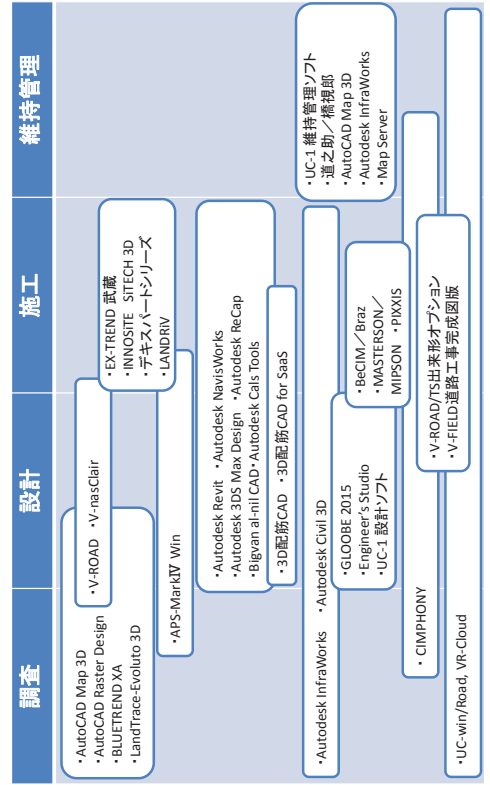 調査
設計
施工
維持管理
・AutoCAD Map 3D
・AutoCAD Raster Design
・BLUETREND XA
・LandTrace-Evoluto 3D
・V-ROAD ・V-nasClair
・EX-TREND 武蔵
・INNOSiTE SiTECH 3D
・デキスパートシリーズ
・LANDRiV
・APS-MarkⅣ Win
・Autodesk Revit ・Autodesk NavisWorks
・Autodesk 3DS Max Design ・Autodesk ReCap
・Bigvan al-nil CAD・Autodesk Cals Tools
・3D配筋CAD ・3D配筋CAD for SaaS
・Autodesk InfraWorks ・Autodesk Civil 3D
・UC-1 維持管理ソフト
・道之助／橋視郎
・AutoCAD Map 3D
・Autodesk InfraWorks
・Map Server
・GLOOBE 2015
・Engineer's Studio
・UC-1 設計ソフト
・BeCIM／Braz
・MASTERSON／
MIPSON ・PIXXIS
・CIMPHONY
・V-ROAD/TS出来形オプション
・V-FIELD道路工事完成図版
・UC-win/Road, VR-Cloud